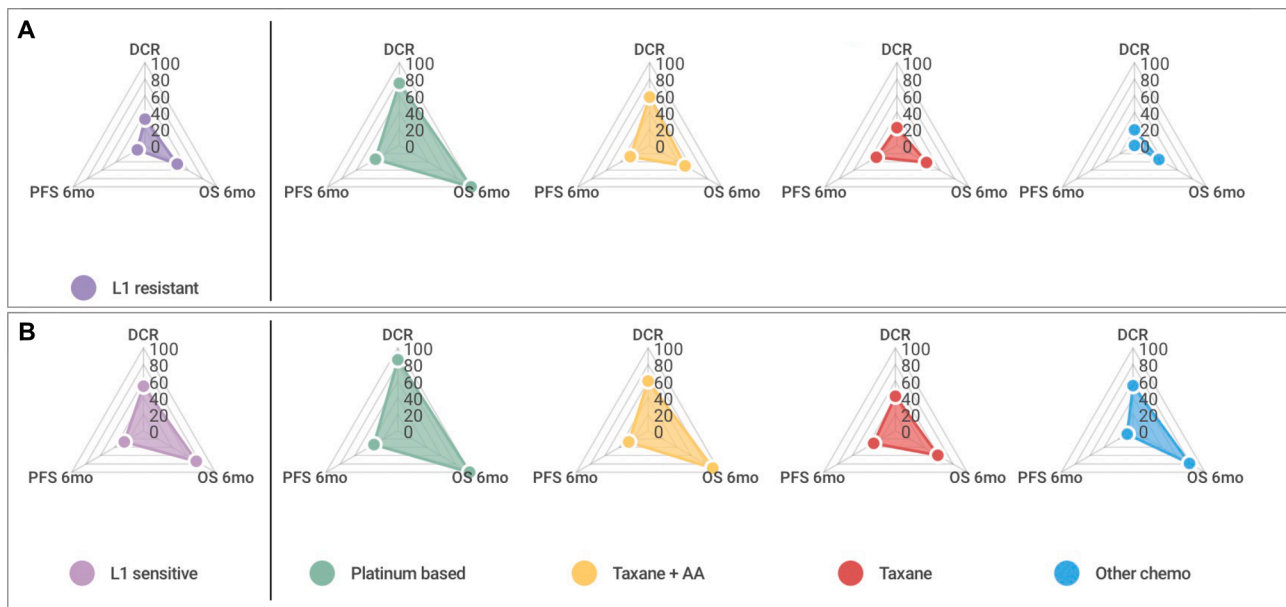 A
DCR DCR DCR DCR DCR
100 100 100 100 100
80 80 80 80 80
60 60 60 60 60
40 40 40 40 40
20 20 20 20 20
0 0 0 0 0
PFS 6mo OS 6mo PFS 6mo OS 6mo PFS 6mo OS 6mo PFS 6mo OS 6mo PFS 6mo OS 6mo
L1 resistant
B
DCR DCR DCR DCR DCR
100 100 100 100 100
80 80 80 80 80
60 60 60 60 60
40 40 40 40 40
20 20 20 20 20
0 0 0 0 0
PFS 6mo OS 6mo PFS 6mo OS 6mo PFS 6mo OS 6mo PFS 6mo OS 6mo PFS 6mo OS 6mo
L1 sensitive Platinum based Taxane + AA Taxane Other chemo